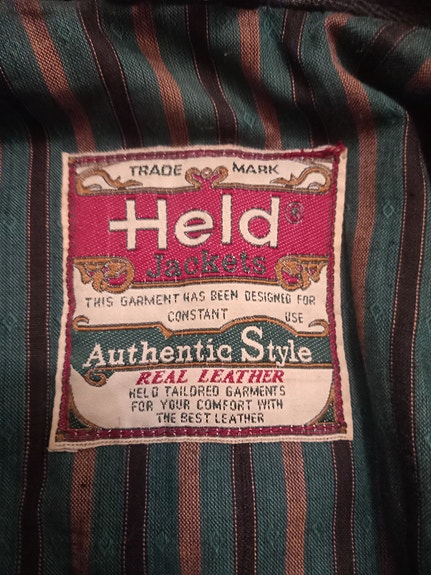 TRADE MARK
Held®
Jackets
THIS GARMENT HAS BEEN DESIGNED FOR
CONSTANT USE
Authentic Style
REAL LEATHER
HELD TAILORED GARMENTS
FOR YOUR COMFORT WITH
THE BEST LEATHER